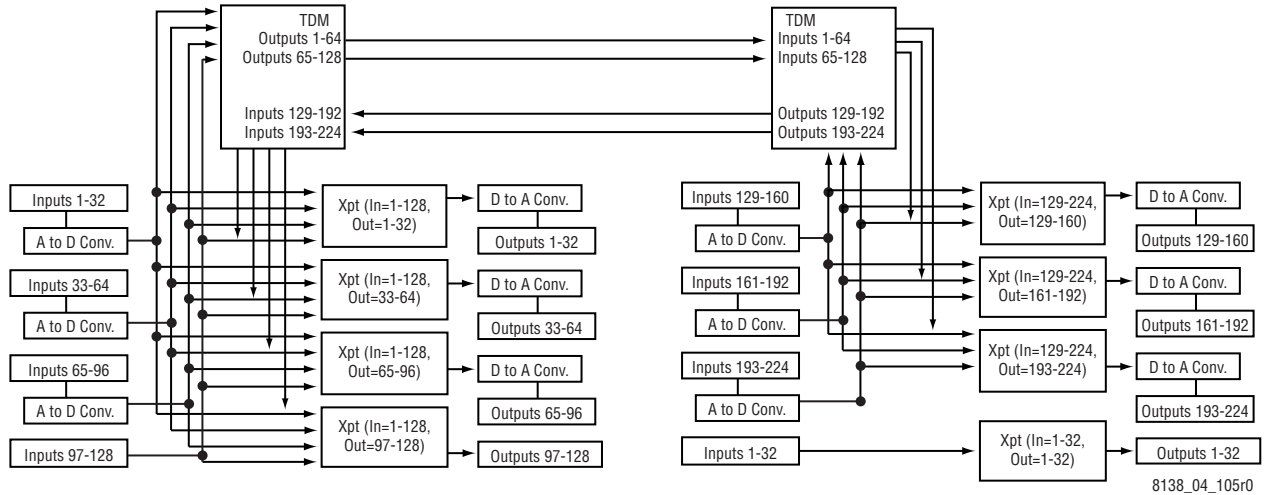 TDM
Outputs 1-64
Outputs 65-128
Inputs 129-192
Inputs 193-224
TDM
Inputs 1-64
Inputs 65-128
Outputs 129-192
Outputs 193-224
Inputs 1-32
A to D Conv.
Inputs 33-64
A to D Conv.
Inputs 65-96
A to D Conv.
Inputs 97-128
Xpt (In=1-128,
Out=1-32)
Xpt (In=1-128,
Out=33-64)
Xpt (In=1-128,
Out=65-96)
Xpt (In=1-128,
Out=97-128)
D to A Conv.
Outputs 1-32
D to A Conv.
Outputs 33-64
D to A Conv.
Outputs 65-96
Outputs 97-128
Inputs 129-160
A to D Conv.
Inputs 161-192
A to D Conv.
Inputs 193-224
A to D Conv.
Inputs 1-32
Xpt (In=129-224,
Out=129-160)
Xpt (In=129-224,
Out=161-192)
Xpt (In=129-224,
Out=193-224)
Xpt (In=1-32,
Out=1-32)
D to A Conv.
Outputs 129-160
D to A Conv.
Outputs 161-192
D to A Conv.
Outputs 193-224
Outputs 1-32
8138_04_105r0